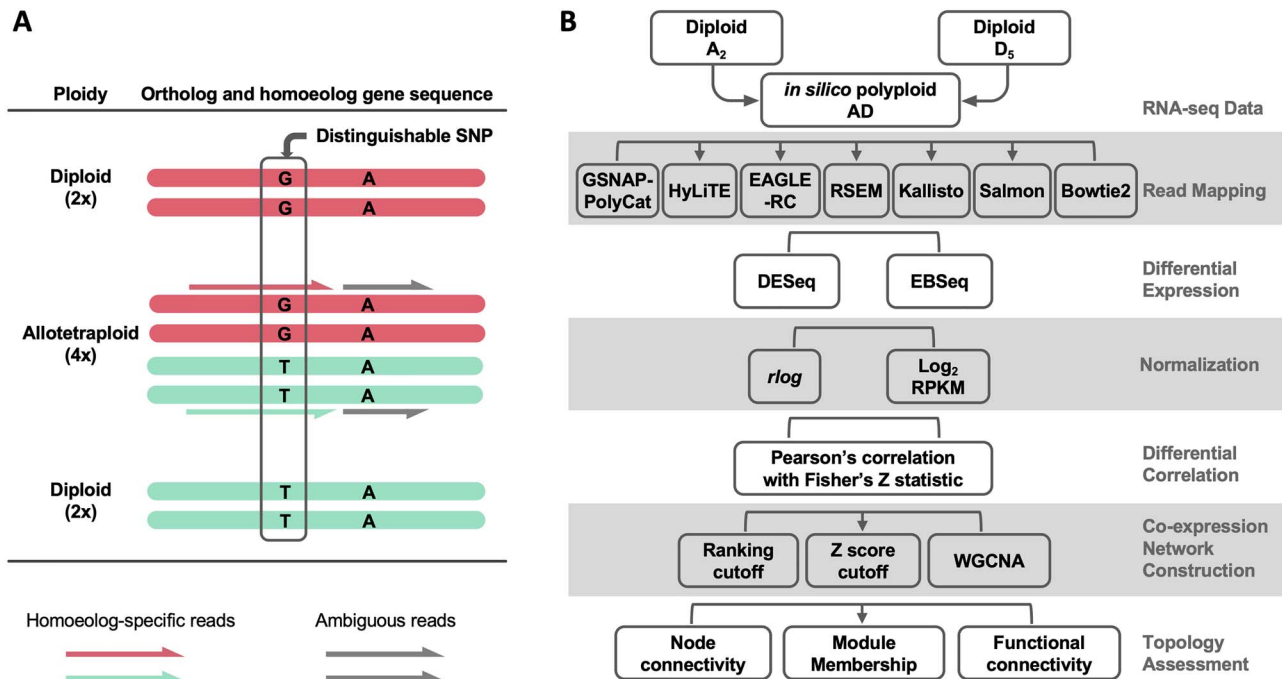 A
Ploidy
Ortholog and homoeolog gene sequence
Distinguishable SNP
Diploid
(2x)
G A
G A
Allotetraploid
(4x)
G A
G A
T A
T A
Diploid
(2x)
T A
T A
Homoeolog-specific reads
Ambiguous reads
B
Diploid
A₂
Diploid
D₅
in silico polyploid
AD
RNA-seq Data
GSNAP-
PolyCat
HyLiTE
EAGLE
-RC
RSEM
Kallisto
Salmon
Bowtie2
Read Mapping
DESeq
EBSeq
Differential
Expression
rlog
Log₂
RPKM
Normalization
Pearson's correlation
with Fisher's Z statistic
Differential
Correlation
Ranking
cutoff
Z score
cutoff
WGCNA
Co-expression
Network
Construction
Node
connectivity
Module
Membership
Functional
connectivity
Topology
Assessment